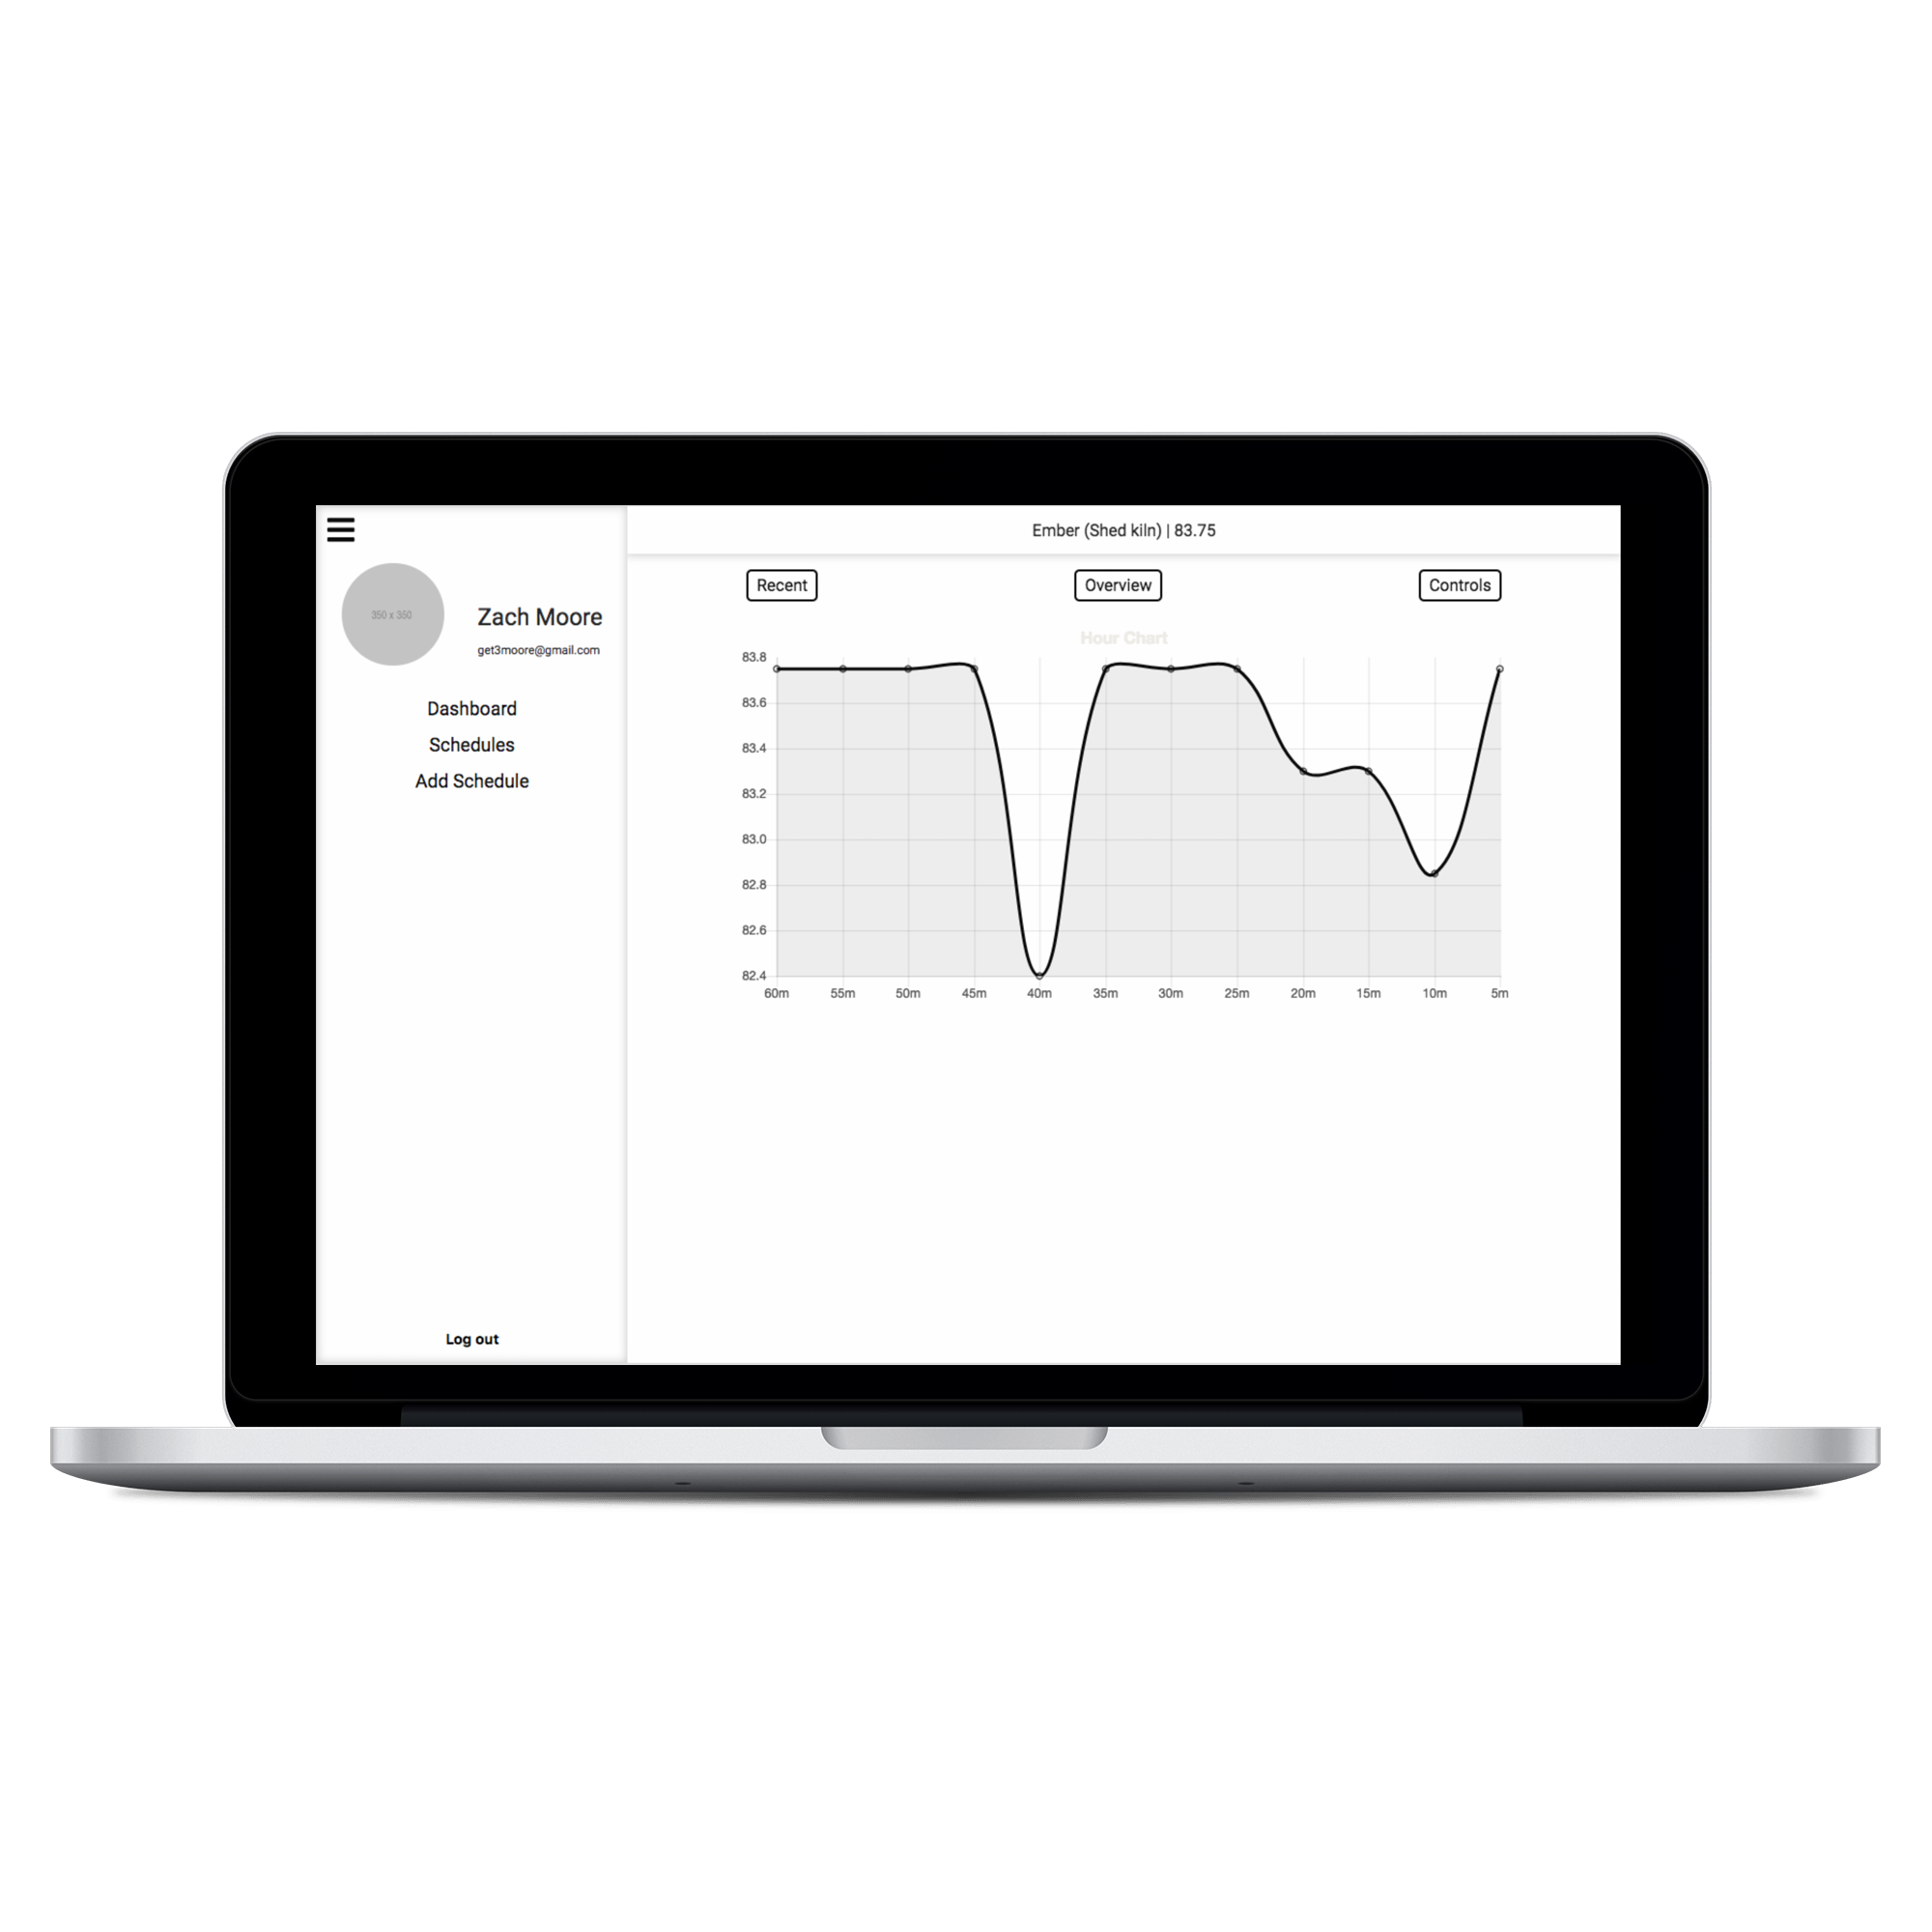 Ember (Shed kiln) | 83.75
350 x 350
Zach Moore
get3moore@gmail.com
Dashboard
Schedules
Add Schedule
Log out
Recent
Overview
Controls
Hour Chart
83.8
83.6
83.4
83.2
83.0
82.8
82.6
82.4
60m 55m 50m 45m 40m 35m 30m 25m 20m 15m 10m 5m